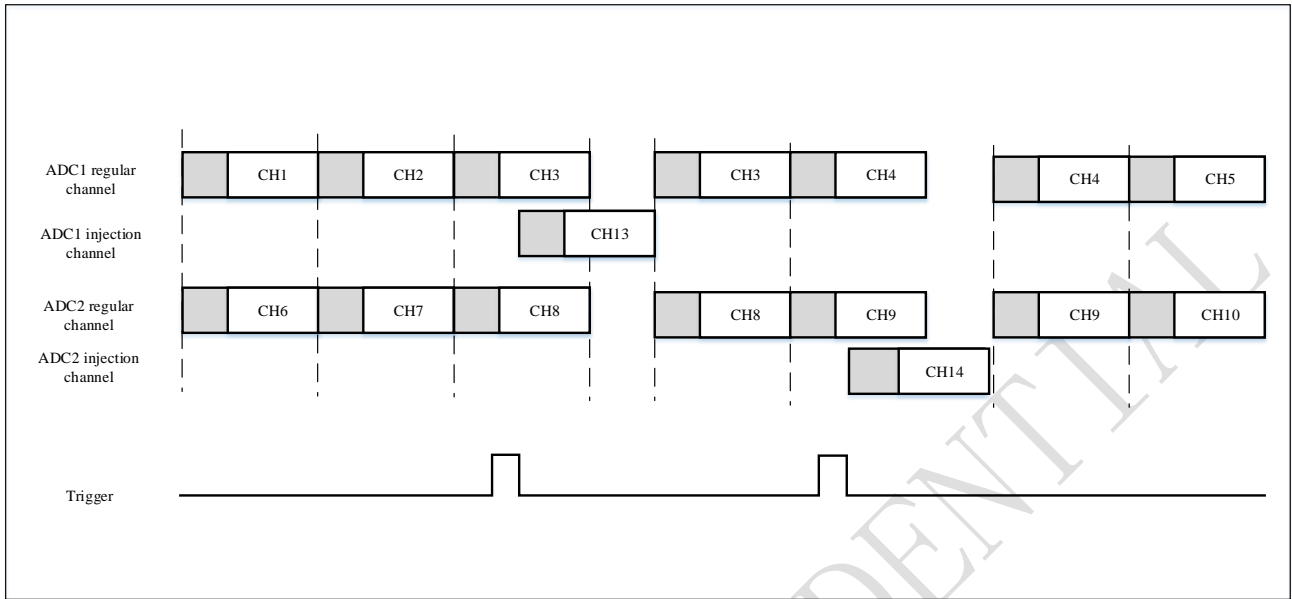 ADC1 regular
channel
CH1 CH2 CH3 CH3 CH4 CH4 CH5
ADC1 injection
channel
CH13
ADC2 regular
channel
CH6 CH7 CH8 CH8 CH9 CH9 CH10
ADC2 injection
channel
CH14
Trigger
DENTIAL